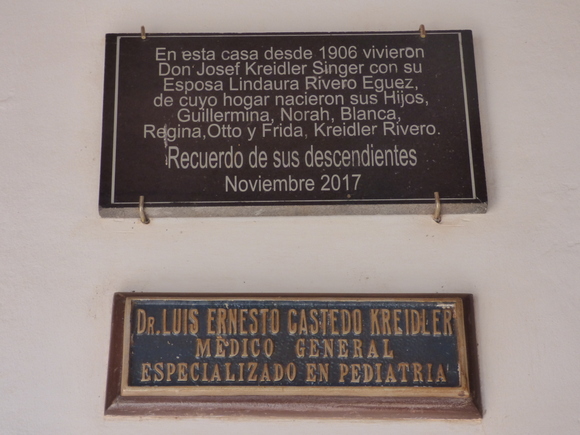 En esta casa desde 1906 vivieron
Don Josef Kreidler Singer con su
Esposa Lindaura Rivero Eguez,
de cuyo hogar nacieron sus Hijos,
Guillermina, Norah, Blanca,
Regina,Otto y Frida, Kreidler Rivero.
Recuerdo de sus descendientes
Noviembre 2017
DR. LUIS ERNESTO CASTEDO KREIDLER
MÉDICO GENERAL
ESPECIALIZADO EN PEDIATRIA